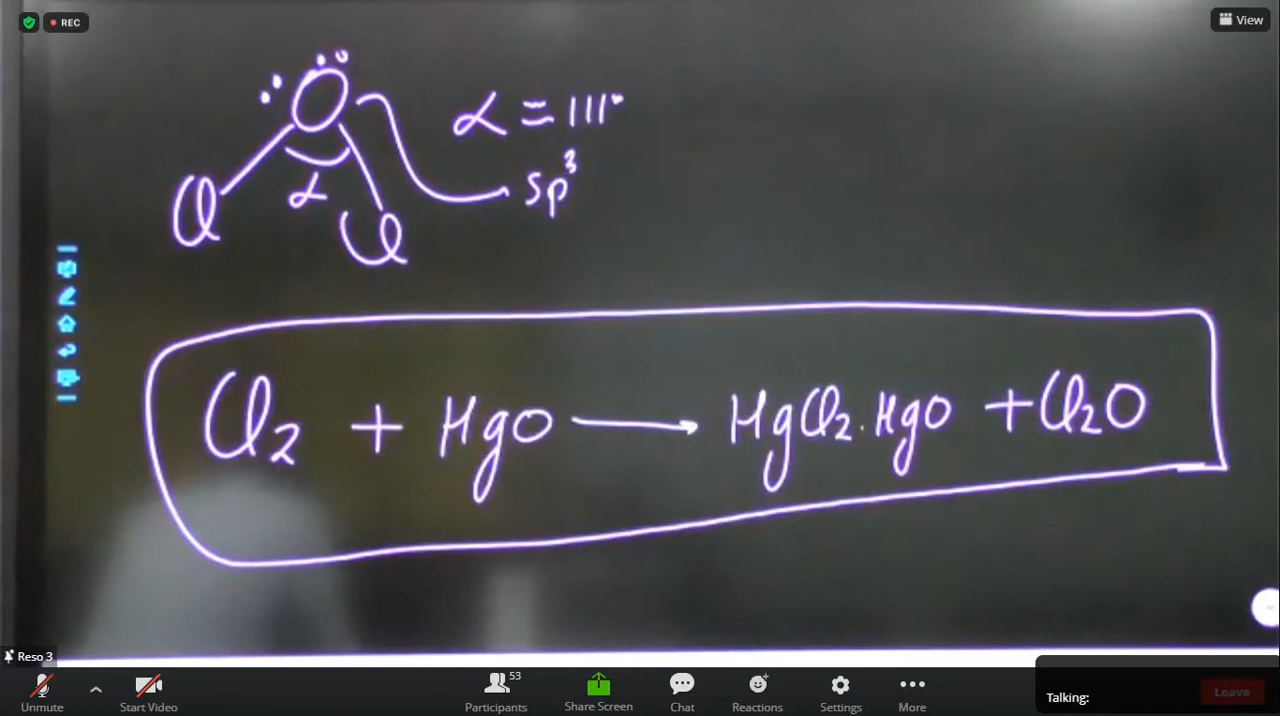 REC
View
O
α = 111°
sp³
Cl α Cl
Cl₂ + HgO → HgCl₂.HgO + Cl₂O
Reso 3
53
Unmute Start Video Participants Share Screen Chat Reactions Settings More
Talking:
Leave